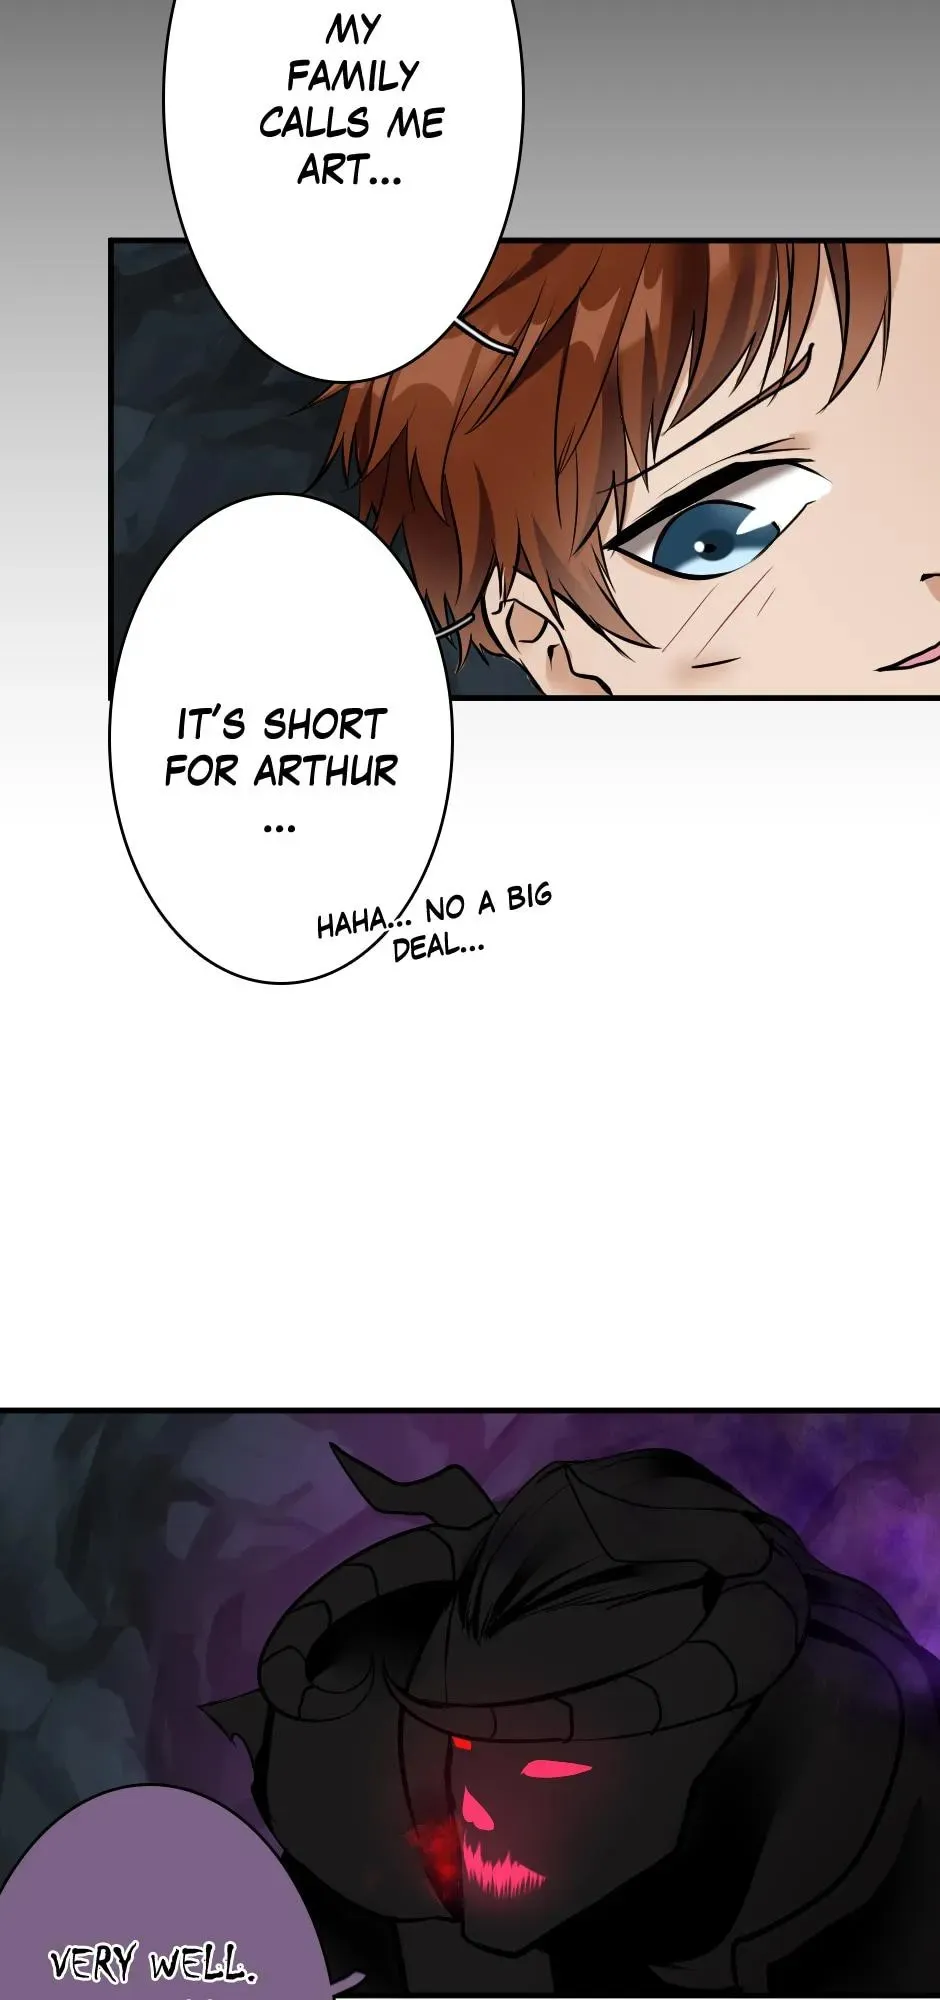 MY
FAMILY
CALLS ME
ART...
IT'S SHORT
FOR ARTHUR
...
HAHA... NO A BIG
DEAL...
VERY WELL.